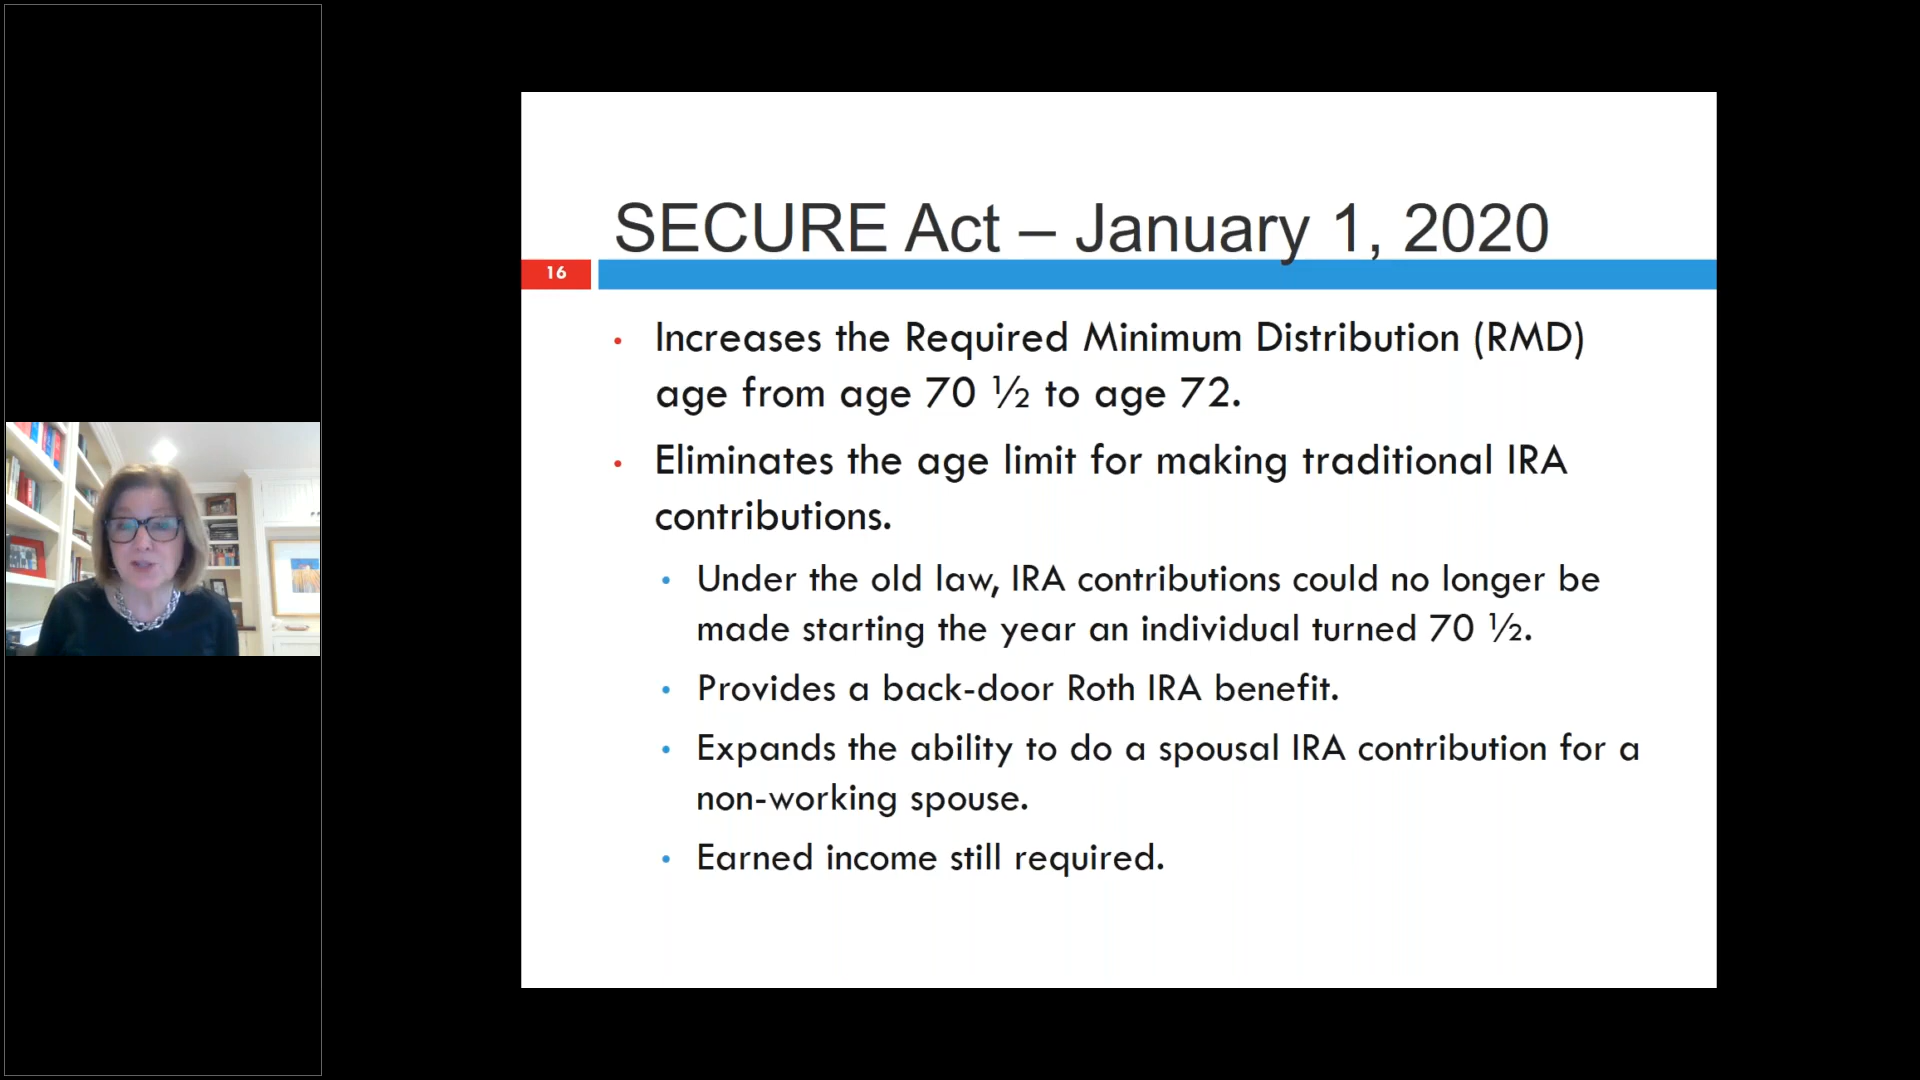 SECURE Act – January 1, 2020
16
• Increases the Required Minimum Distribution (RMD)
age from age 70 ½ to age 72.
• Eliminates the age limit for making traditional IRA
contributions.
• Under the old law, IRA contributions could no longer be
made starting the year an individual turned 70 ½.
• Provides a back-door Roth IRA benefit.
• Expands the ability to do a spousal IRA contribution for a
non-working spouse.
• Earned income still required.